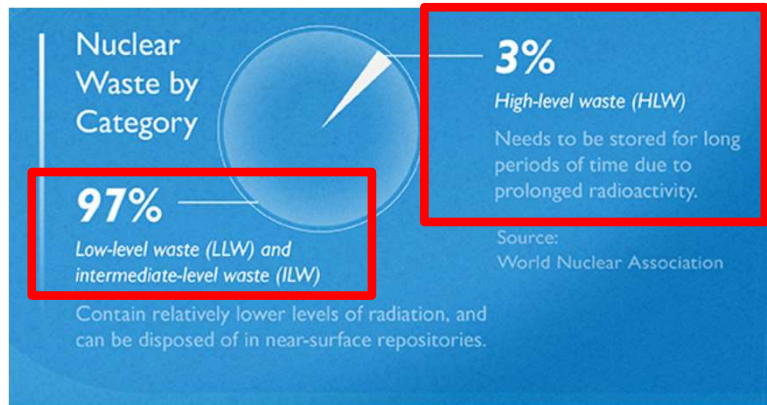 Nuclear
Waste by
Category
3%
High-level waste (HLW)
Needs to be stored for long
periods of time due to
prolonged radioactivity.
97%
Low-level waste (LLW) and
intermediate-level waste (ILW)
Contain relatively lower levels of radiation, and
can be disposed of in near-surface repositories.
Source:
World Nuclear Association